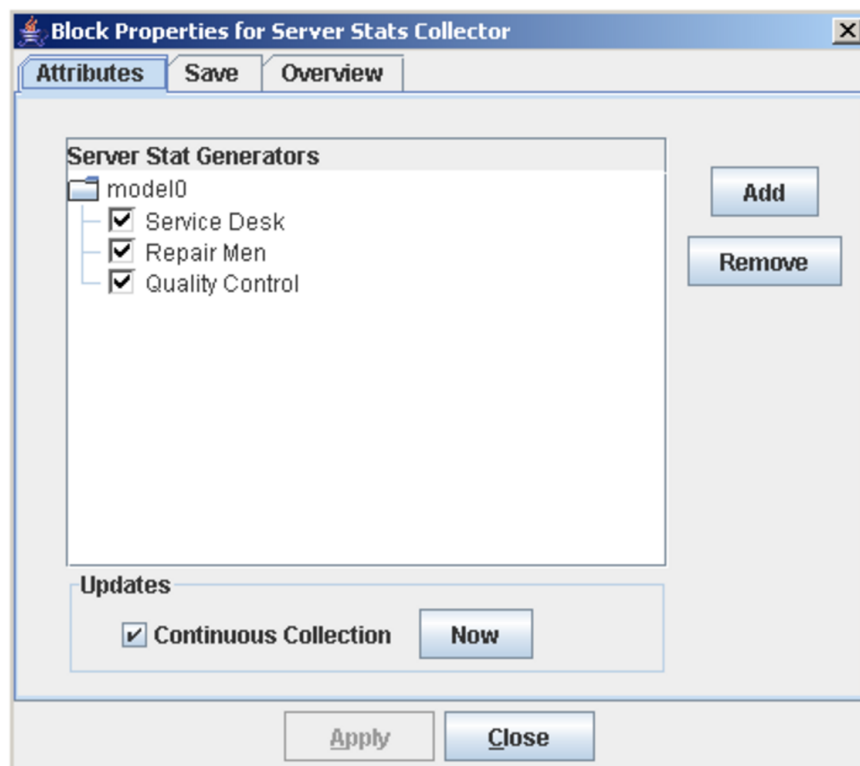 Block Properties for Server Stats Collector
Attributes Save Overview
Server Stat Generators
model0
Service Desk
Repair Men
Quality Control
Add
Remove
Updates
Continuous Collection Now
Apply Close